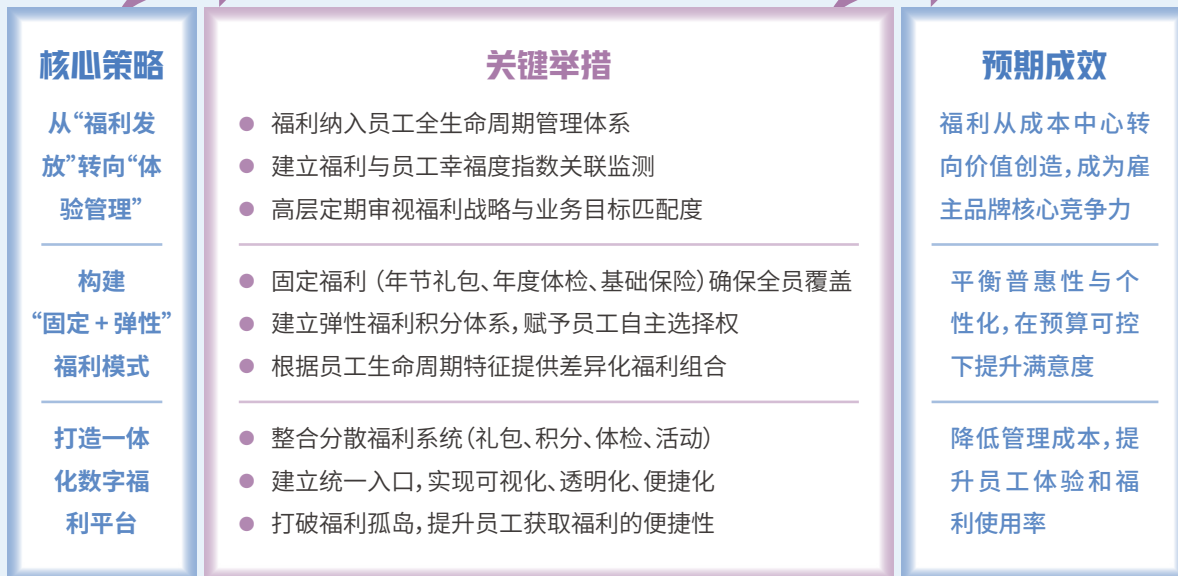 核心策略
关键举措
预期成效
从“福利发
放”转向“体
验管理”
福利纳入员工全生命周期管理体系
建立福利与员工幸福度指数关联监测
高层定期审视福利战略与业务目标匹配度
福利从成本中心转
向价值创造,成为雇
主品牌核心竞争力
构建
“固定+弹性”
福利模式
固定福利(年节礼包、年度体检、基础保险)确保全员覆盖
建立弹性福利积分体系,赋予员工自主选择权
根据员工生命周期特征提供差异化福利组合
平衡普惠性与个
性化,在预算可控
下提升满意度
打造一体
化数字福
利平台
整合分散福利系统(礼包、积分、体检、活动)
建立统一入口,实现可视化、透明化、便捷化
打破福利孤岛,提升员工获取福利的便捷性
降低管理成本,提
升员工体验和福
利使用率